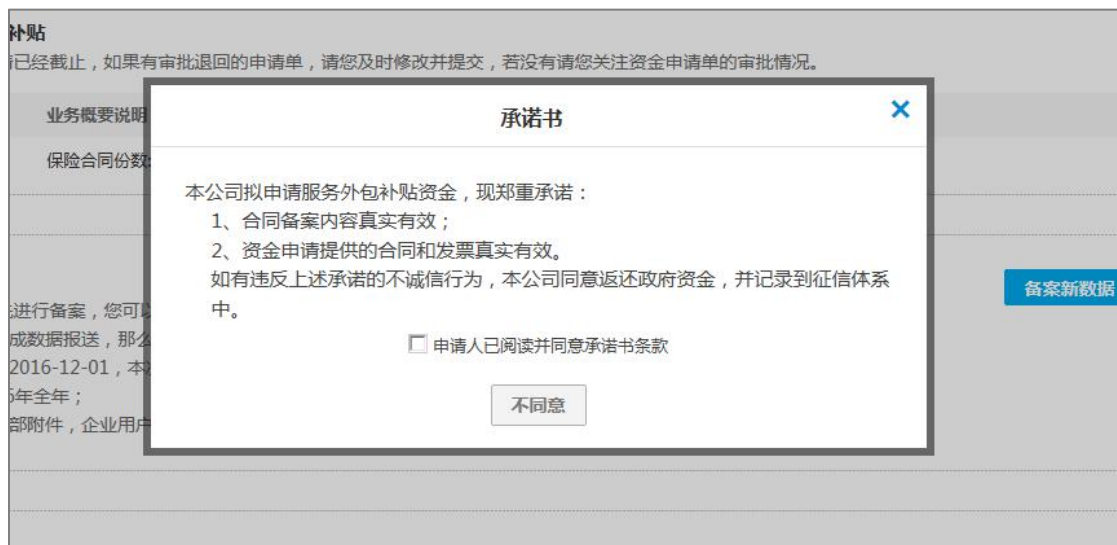 补贴
已经截止，如果有审批退回的申请单，请您及时修改并提交，若没有请您关注资金申请单的审批情况。
业务概要说明
保险合同份数:
承诺书
本公司拟申请服务外包补贴资金，现郑重承诺：
1、合同备案内容真实有效；
2、资金申请提供的合同和发票真实有效。
如有违反上述承诺的不诚信行为，本公司同意返还政府资金，并记录到征信体系
中。
申请人已阅读并同意承诺书条款
不同意
备案新数据
进行备案，您可以
成数据报送，那么
2016-12-01，本
年全年；
部附件，企业用户